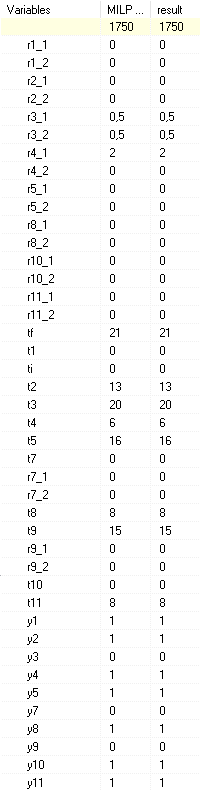 Variables MILP ... result
1750 1750
r1_1 0 0
r1_2 0 0
r2_1 0 0
r2_2 0 0
r3_1 0,5 0,5
r3_2 0,5 0,5
r4_1 2 2
r4_2 0 0
r5_1 0 0
r5_2 0 0
r8_1 0 0
r8_2 0 0
r10_1 0 0
r10_2 0 0
r11_1 0 0
r11_2 0 0
tf 21 21
t1 0 0
ti 0 0
t2 13 13
t3 20 20
t4 6 6
t5 16 16
t7 0 0
r7_1 0 0
r7_2 0 0
t8 8 8
t9 15 15
r9_1 0 0
r9_2 0 0
t10 0 0
t11 8 8
y1 1 1
y2 1 1
y3 0 0
y4 1 1
y5 1 1
y7 0 0
y8 1 1
y9 0 0
y10 1 1
y11 1 1